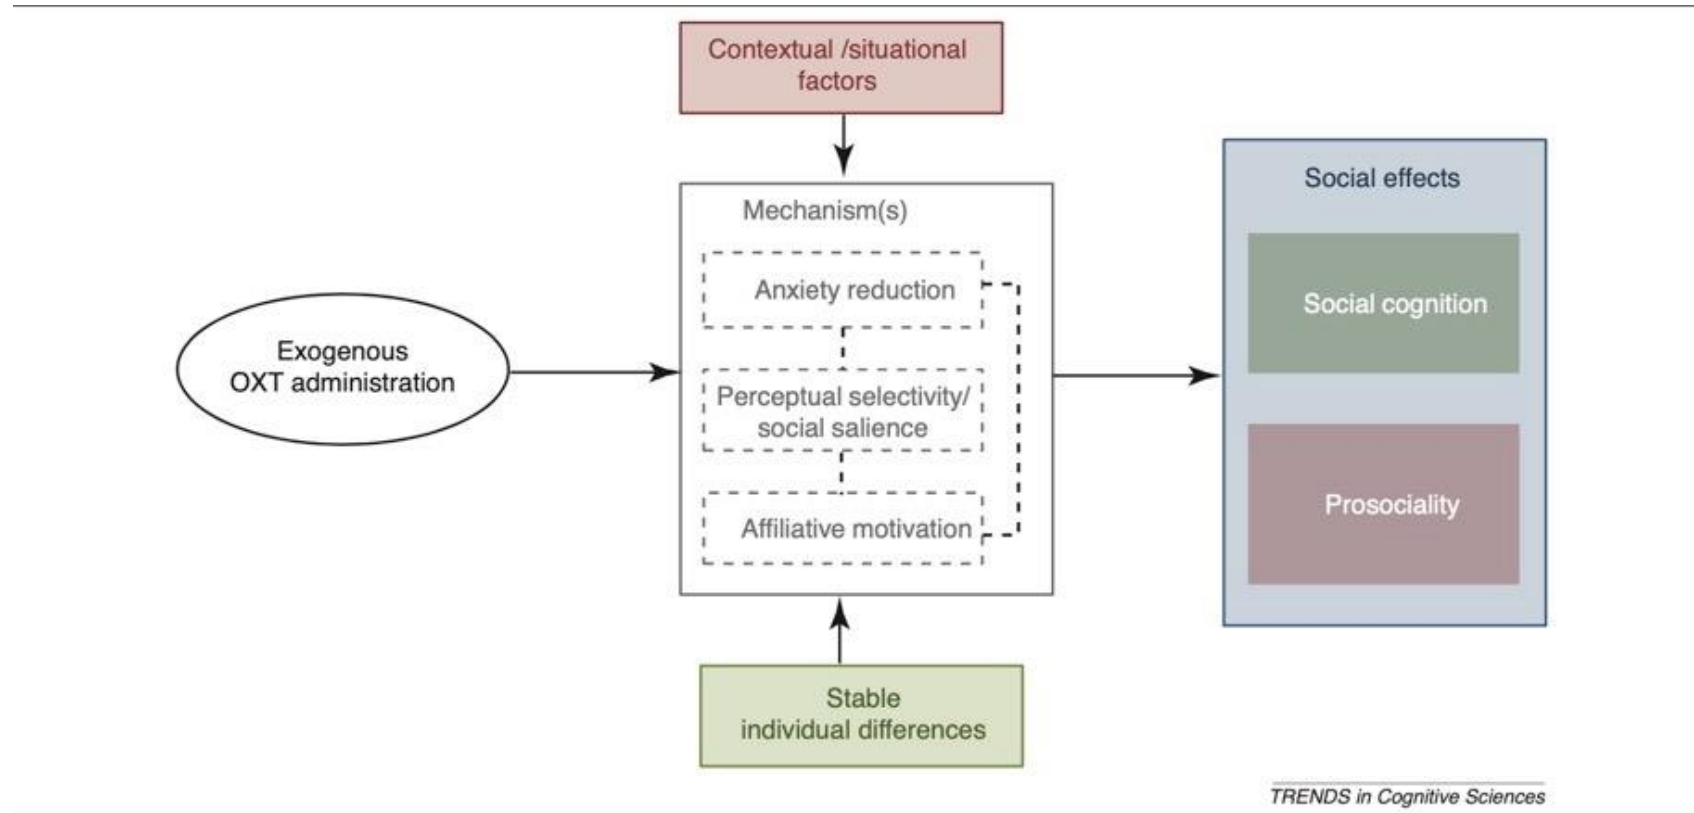 Contextual /situational
factors
Mechanism(s)
Anxiety reduction
Perceptual selectivity/
social salience
Affiliative motivation
Exogenous
OXT administration
Stable
individual differences
Social effects
Social cognition
Prosociality
TRENDS in Cognitive Sciences